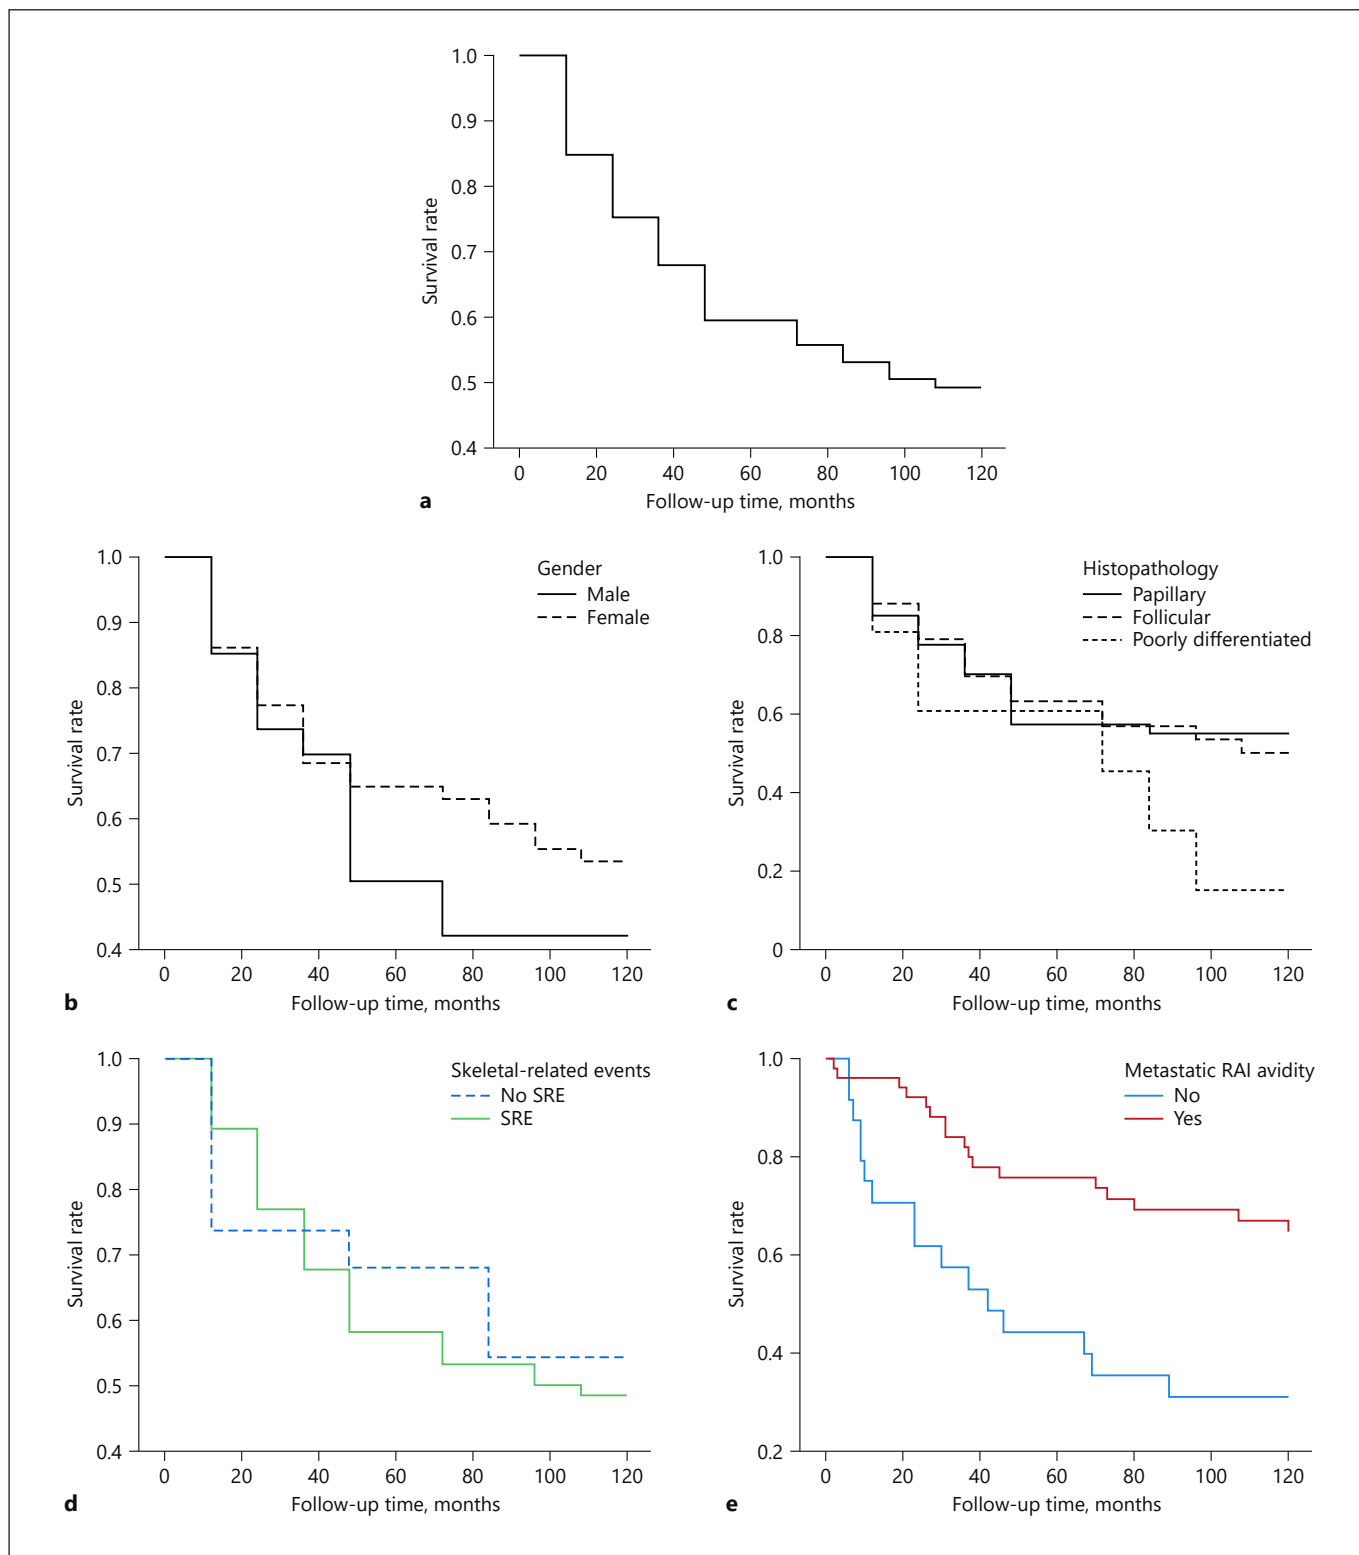 1.0
0.9
0.8
0.7
0.6
0.5
0.4
Survival rate
0 20 40 60 80 100 120
Follow-up time, months
a
1.0
0.9
0.8
0.7
0.6
0.5
0.4
Survival rate
Gender
Male
Female
0 20 40 60 80 100 120
Follow-up time, months
b
1.0
0.8
0.6
0.4
0.2
0
Survival rate
Histopathology
Papillary
Follicular
Poorly differentiated
0 20 40 60 80 100 120
Follow-up time, months
c
1.0
0.9
0.8
0.7
0.6
0.5
0.4
Survival rate
Skeletal-related events
No SRE
SRE
0 20 40 60 80 100 120
Follow-up time, months
d
1.0
0.8
0.6
0.4
0.2
Survival rate
Metastatic RAI avidity
No
Yes
0 20 40 60 80 100 120
Follow-up time, months
e